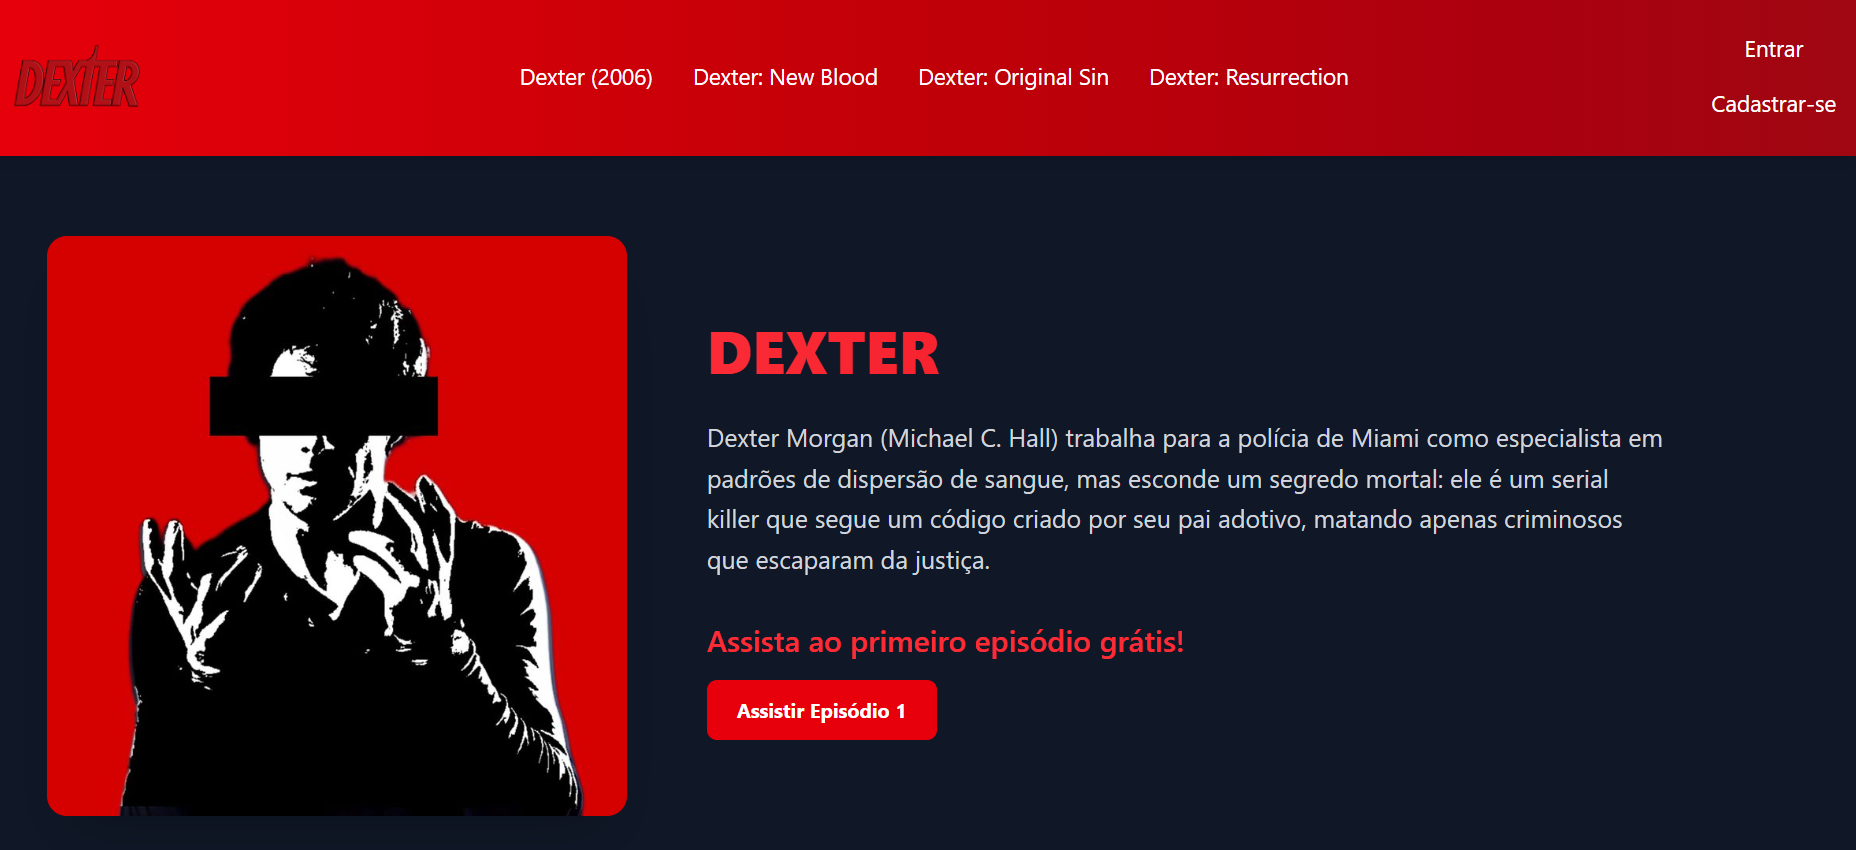 DEXTER
Dexter (2006)
Dexter: New Blood
Dexter: Original Sin
Dexter: Resurrection
Entrar
Cadastrar-se
DEXTER
Dexter Morgan (Michael C. Hall) trabalha para a polícia de Miami como especialista em
padrões de dispersão de sangue, mas esconde um segredo mortal: ele é um serial
killer que segue um código criado por seu pai adotivo, matando apenas criminosos
que escaparam da justiça.
Assista ao primeiro episódio grátis!
Assistir Episódio 1